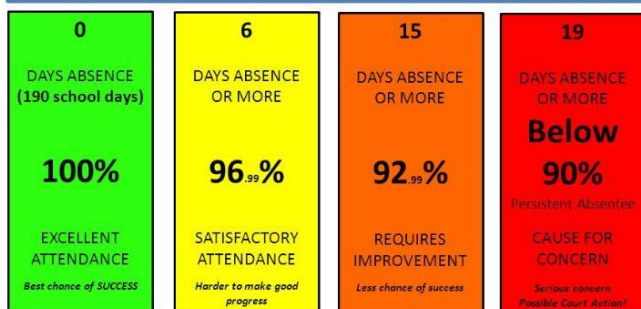 0
DAYS ABSENCE
(190 school days)
100%
EXCELLENT
ATTENDANCE
Best chance of SUCCESS
6
DAYS ABSENCE
OR MORE
96.99%
SATISFACTORY
ATTENDANCE
Harder to make good
progress
15
DAYS ABSENCE
OR MORE
92.99%
REQUIRES
IMPROVEMENT
Less chance of success
19
DAYS ABSENCE
OR MORE
Below
90%
Persistent Absentee
CAUSE FOR
CONCERN
Serious concern
Possible Court Action!